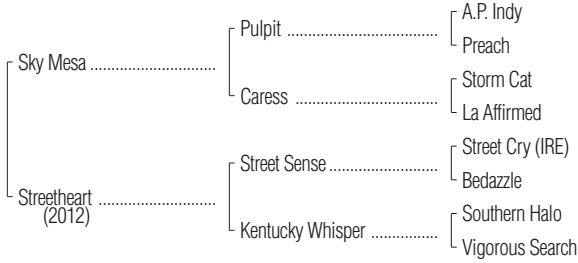 A.P. Indy
Pulpit
Preach
Sky Mesa
Storm Cat
Caress
La Affirmed
Street Cry (IRE)
Street Sense
Bedazzle
Streetheart
(2012)
Southern Halo
Kentucky Whisper
Vigorous Search